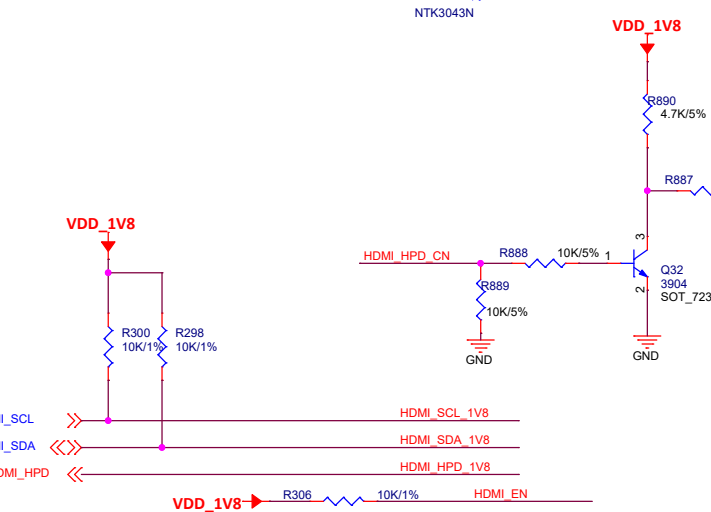 NTK3043N
VDD_1V8
R890
4.7K/5%
R887
VDD_1V8
HDMI_HPD_CN
R888
10K/5%
1
3
Q32
3904
SOT_723
2
R889
10K/5%
GND
GND
R300
10K/1%
R298
10K/1%
I_SCL
HDMI_SCL_1V8
I_SDA
HDMI_SDA_1V8
DMI_HPD
HDMI_HPD_1V8
VDD_1V8
R306
10K/1%
HDMI_EN